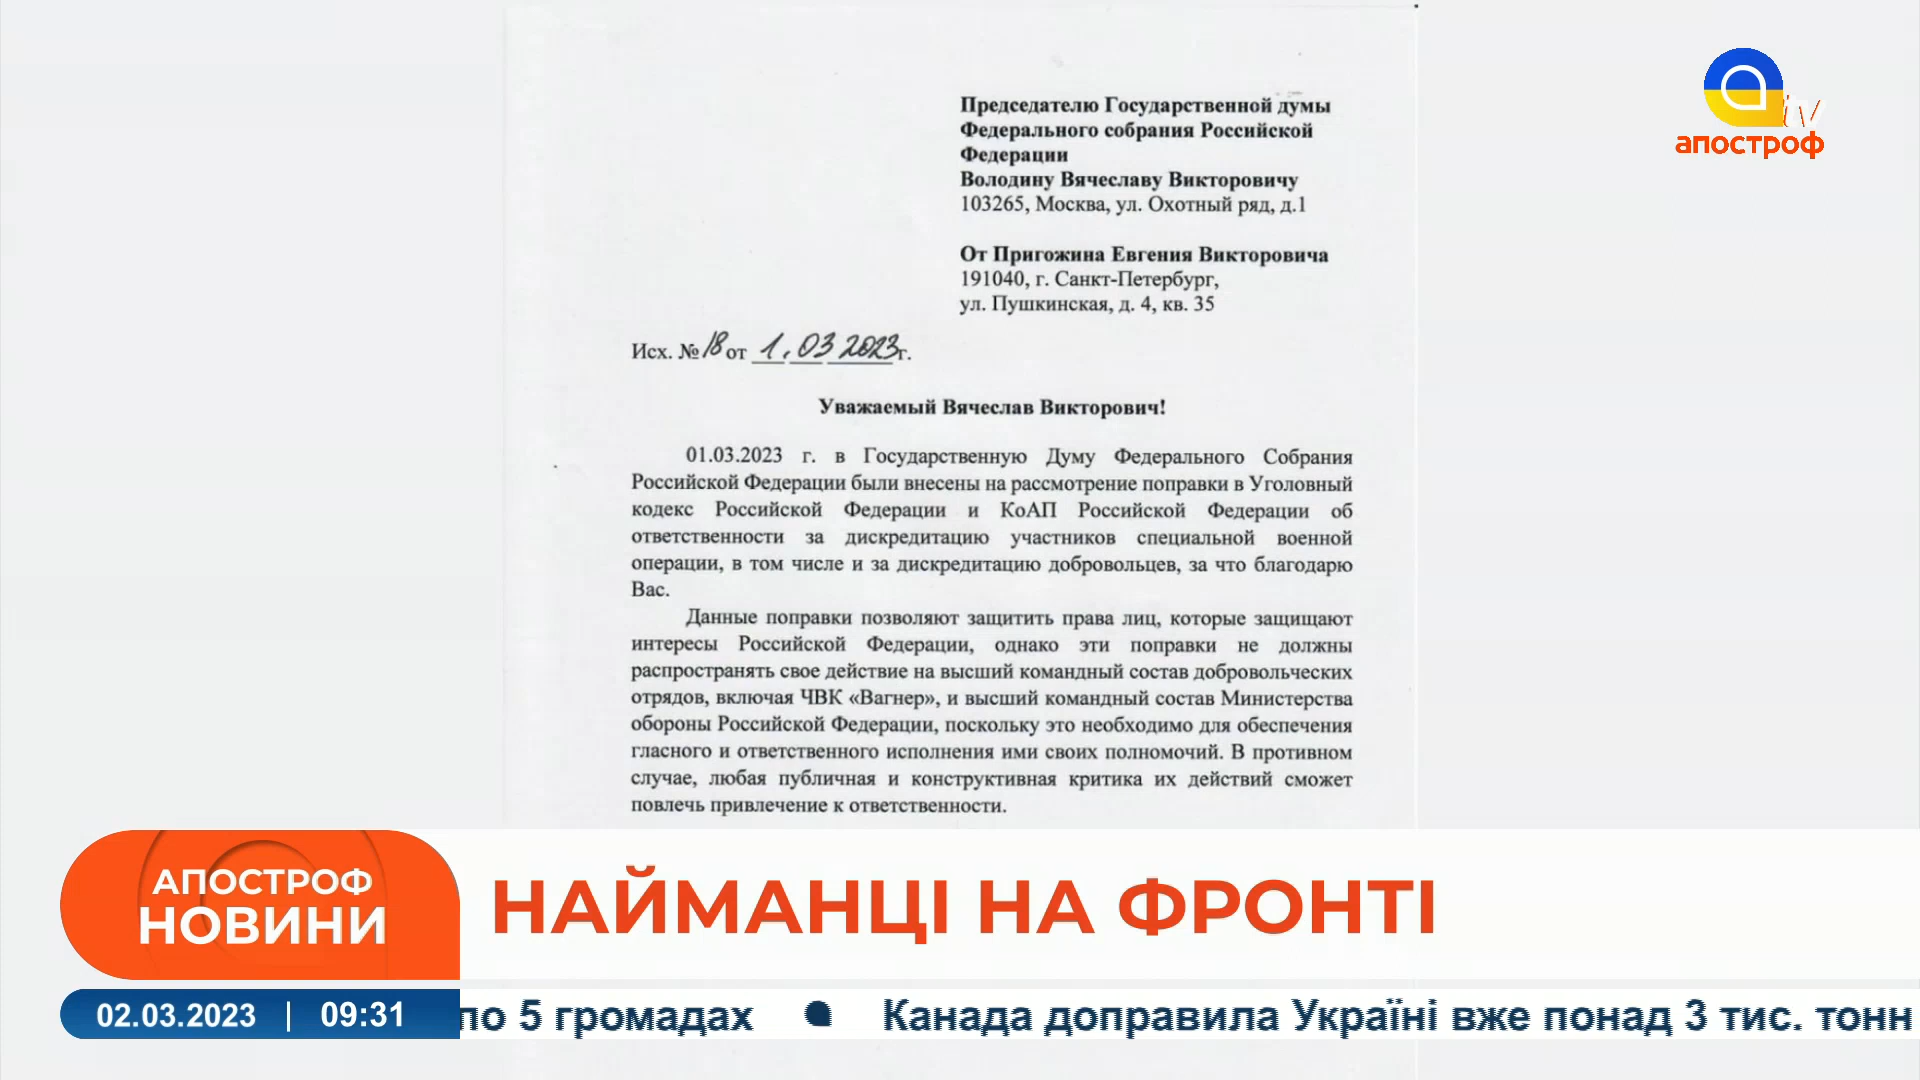 Председателю Государственной думы
Федерального собрания Российской
Федерации
Володину Вячеславу Викторовичу
103265, Москва, ул. Охотный ряд, д.1
От Пригожина Евгения Викторовича
191040, г. Санкт-Петербург,
ул. Пушкинская, д. 4, кв. 35
Исх. № 18 от 1.03 2023 г.
Уважаемый Вячеслав Викторович!
01.03.2023 г. в Государственную Думу Федерального Собрания
Российской Федерации были внесены на рассмотрение поправки в Уголовный
кодекс Российской Федерации и КоАП Российской Федерации об
ответственности за дискредитацию участников специальной военной
операции, в том числе и за дискредитацию добровольцев, за что благодарю
Вас.
Данные поправки позволяют защитить права лиц, которые защищают
интересы Российской Федерации, однако эти поправки не должны
распространять свое действие на высший командный состав добровольческих
отрядов, включая ЧВК «Вагнер», и высший командный состав Министерства
обороны Российской Федерации, поскольку это необходимо для обеспечения
гласного и ответственного исполнения ими своих полномочий. В противном
случае, любая публичная и конструктивная критика их действий сможет
повлечь привлечение к ответственности.
tv
апостроф
АПОСТРОФ
НОВИНИ
НАЙМАНЦІ НА ФРОНТІ
02.03.2023 | 09:31
по 5 громадах • Канада доправила Україні вже понад 3 тис. тонн